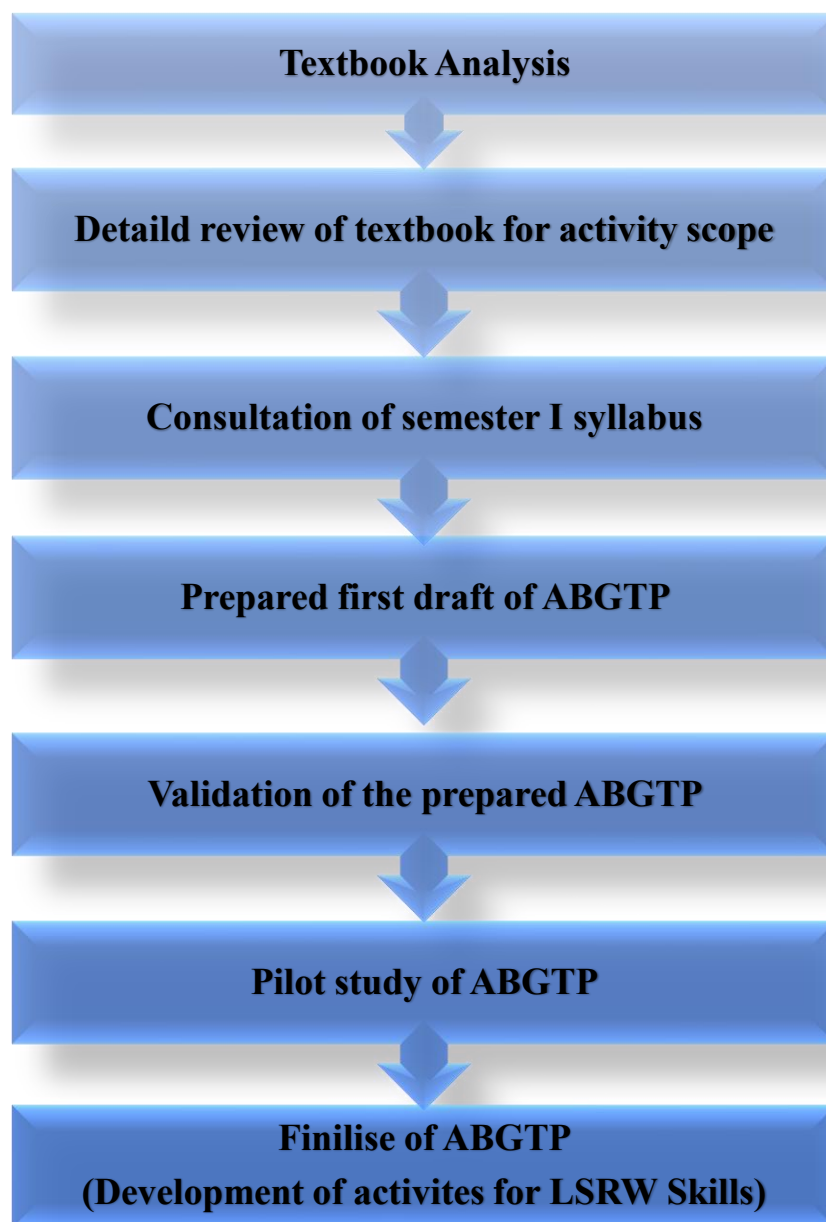 Textbook Analysis
Detaild review of textbook for activity scope
Consultation of semester I syllabus
Prepared first draft of ABGTP
Validation of the prepared ABGTP
Pilot study of ABGTP
Finilise of ABGTP
(Development of activites for LSRW Skills)